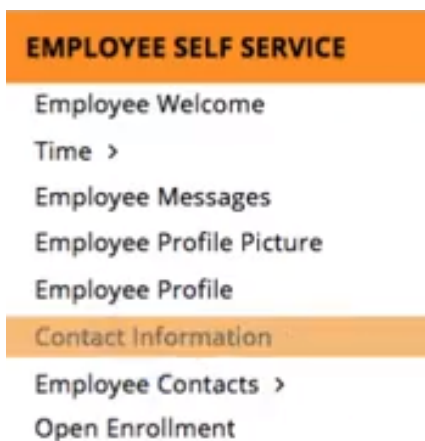 EMPLOYEE SELF SERVICE
Employee Welcome
Time >
Employee Messages
Employee Profile Picture
Employee Profile
Contact Information
Employee Contacts >
Open Enrollment